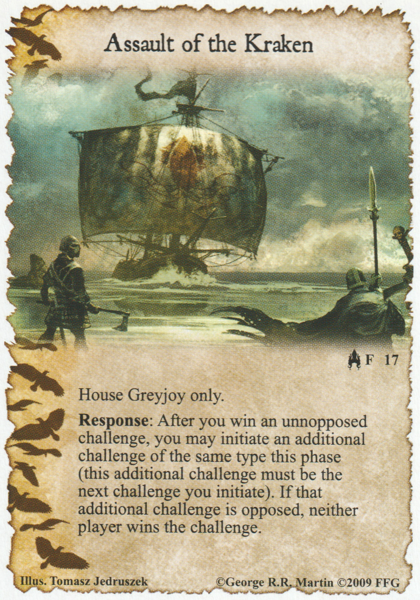 Assault of the Kraken
F 17
House Greyjoy only.
Response: After you win an unnopposed
challenge, you may initiate an additional
challenge of the same type this phase
(this additional challenge must be the
next challenge you initiate). If that
additional challenge is opposed, neither
player wins the challenge.
Illus. Tomasz Jedruszek ©George R.R. Martin ©2009 FFG